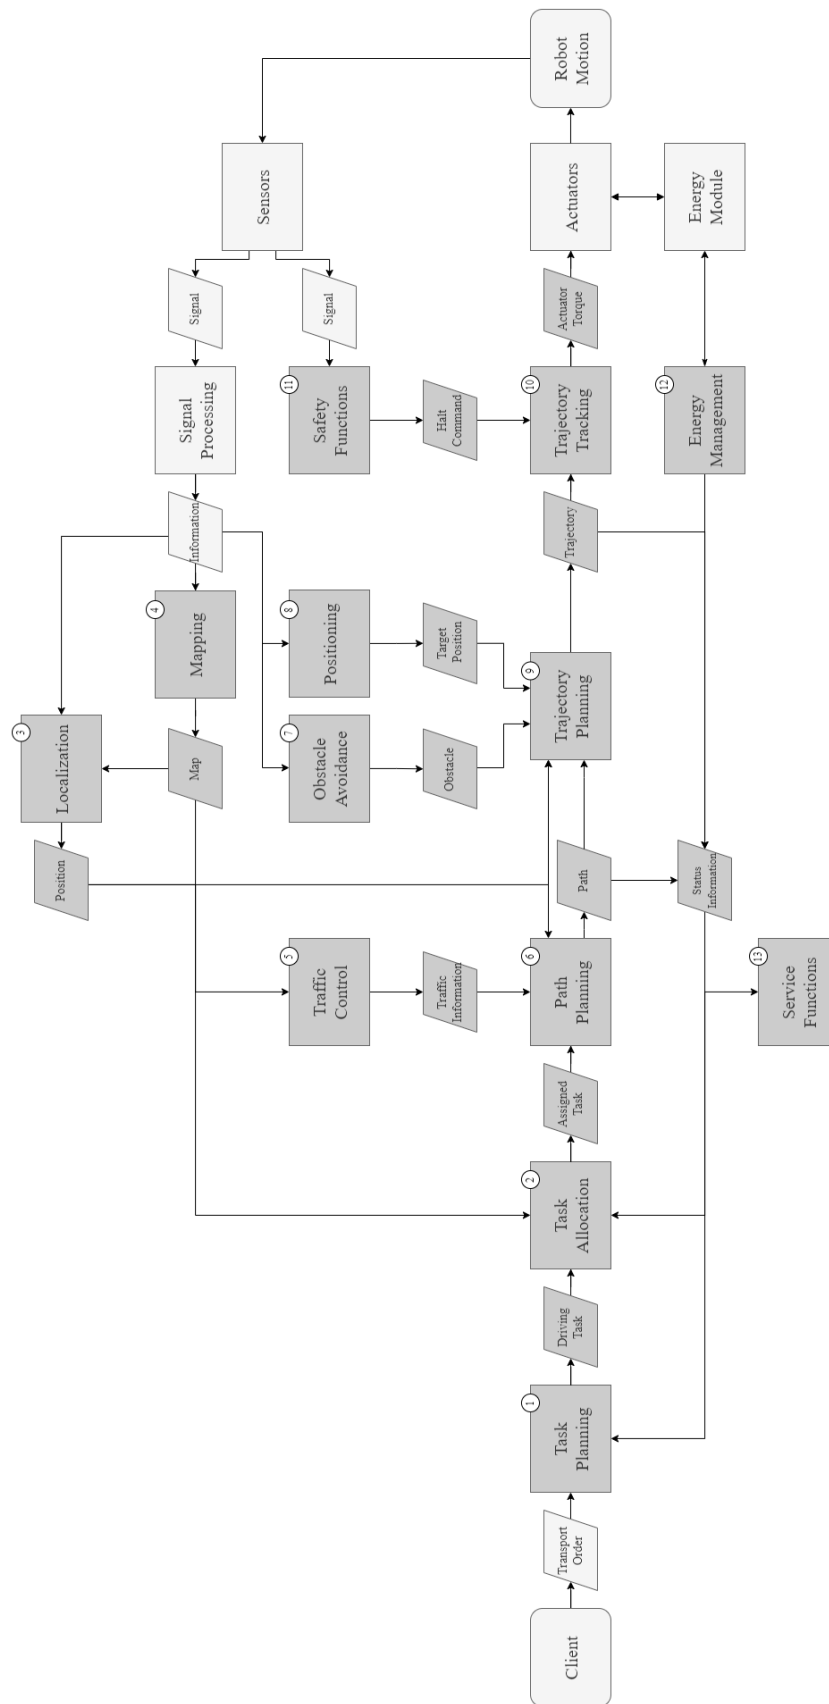 Client
Transport
Order
1
Task
Planning
Driving
Task
2
Task
Allocation
Assigned
Task
6
Path
Planning
Path
9
Trajectory
Planning
Trajectory
10
Trajectory
Tracking
Actuator
Torque
Actuators
Robot
Motion
Position
3
Localization
Map
4
Mapping
Information
Signal
Processing
Signal
Sensors
5
Traffic
Control
Traffic
Information
7
Obstacle
Avoidance
Obstacle
8
Positioning
Target
Position
11
Safety
Functions
Halt
Command
Signal
Status
Information
12
Energy
Management
Energy
Module
13
Service
Functions